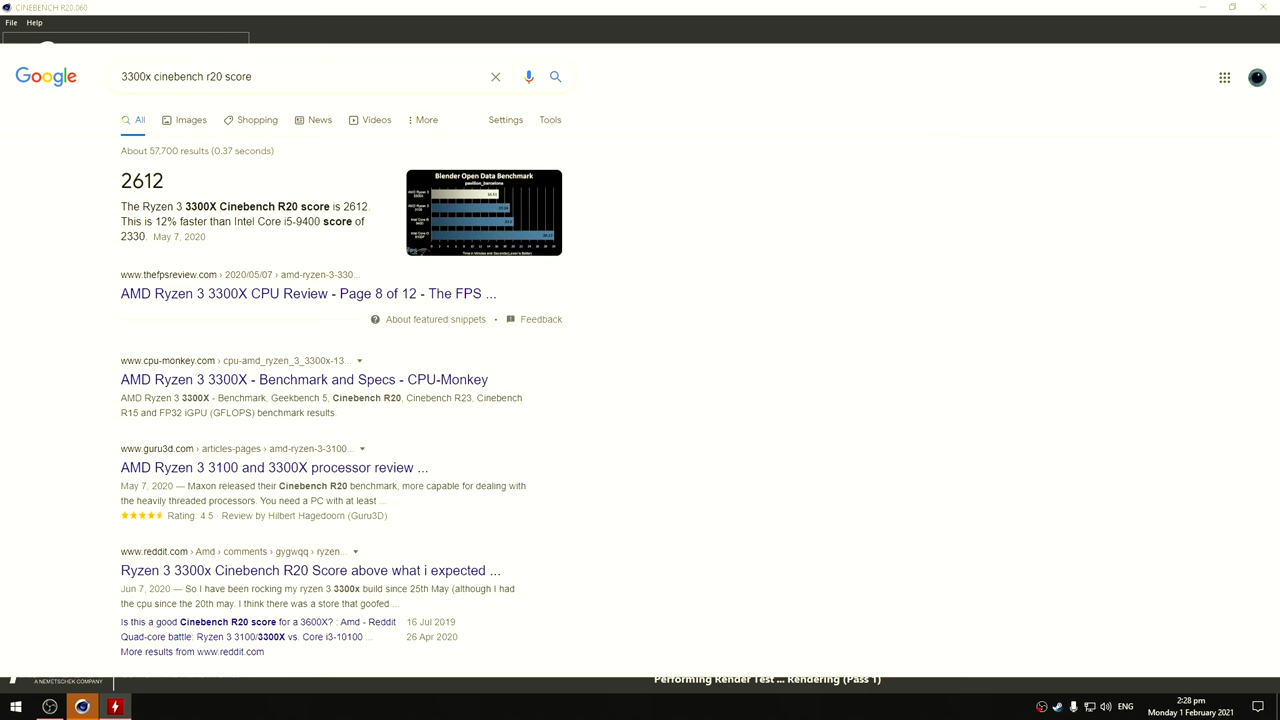 CINEBENCH R20.060
File Help
Google
3300x cinebench r20 score
All Images Shopping News Videos More Settings Tools
About 57,700 results (0.37 seconds)
2612
The Ryzen 3 3300X Cinebench R20 score is 2612.
This is 12% faster than Intel Core i5-9400 score of
2330. May 7, 2020
Blender Open Data Benchmark
pavillion_barcelona
Time in Minutes and Seconds(Lower is Better)
www.thefpsreview.com › 2020/05/07 › amd-ryzen-3-330...
AMD Ryzen 3 3300X CPU Review - Page 8 of 12 - The FPS ...
About featured snippets • Feedback
www.cpu-monkey.com › cpu-amd_ryzen_3_3300x-13...
AMD Ryzen 3 3300X - Benchmark and Specs - CPU-Monkey
AMD Ryzen 3 3300X - Benchmark, Geekbench 5, Cinebench R20, Cinebench R23, Cinebench
R15 and FP32 iGPU (GFLOPS) benchmark results.
www.guru3d.com › articles-pages › amd-ryzen-3-3100...
AMD Ryzen 3 3100 and 3300X processor review ...
May 7, 2020 — Maxon released their Cinebench R20 benchmark, more capable for dealing with
the heavily threaded processors. You need a PC with at least ...
Rating: 4.5 · Review by Hilbert Hagedoorn (Guru3D)
www.reddit.com › Amd › comments › gygwqq › ryzen...
Ryzen 3 3300x Cinebench R20 Score above what i expected ...
Jun 7, 2020 — So I have been rocking my ryzen 3 3300x build since 25th May (although I had
the cpu since the 20th may. I think there was a store that goofed ...
Is this a good Cinebench R20 score for a 3600X? : Amd - Reddit 16 Jul 2019
Quad-core battle: Ryzen 3 3100/3300X vs. Core i3-10100 ... 26 Apr 2020
More results from www.reddit.com
A NEMETSCHEK COMPANY
Performing Render Test ... Rendering (Pass 1)
ENG
2:28 pm
Monday 1 February 2021